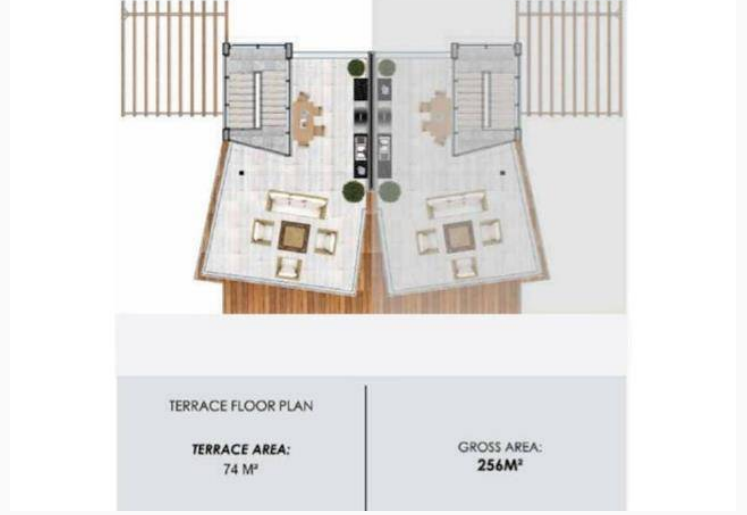 TERRACE FLOOR PLAN
TERRACE AREA:
74 M²
GROSS AREA:
256M²